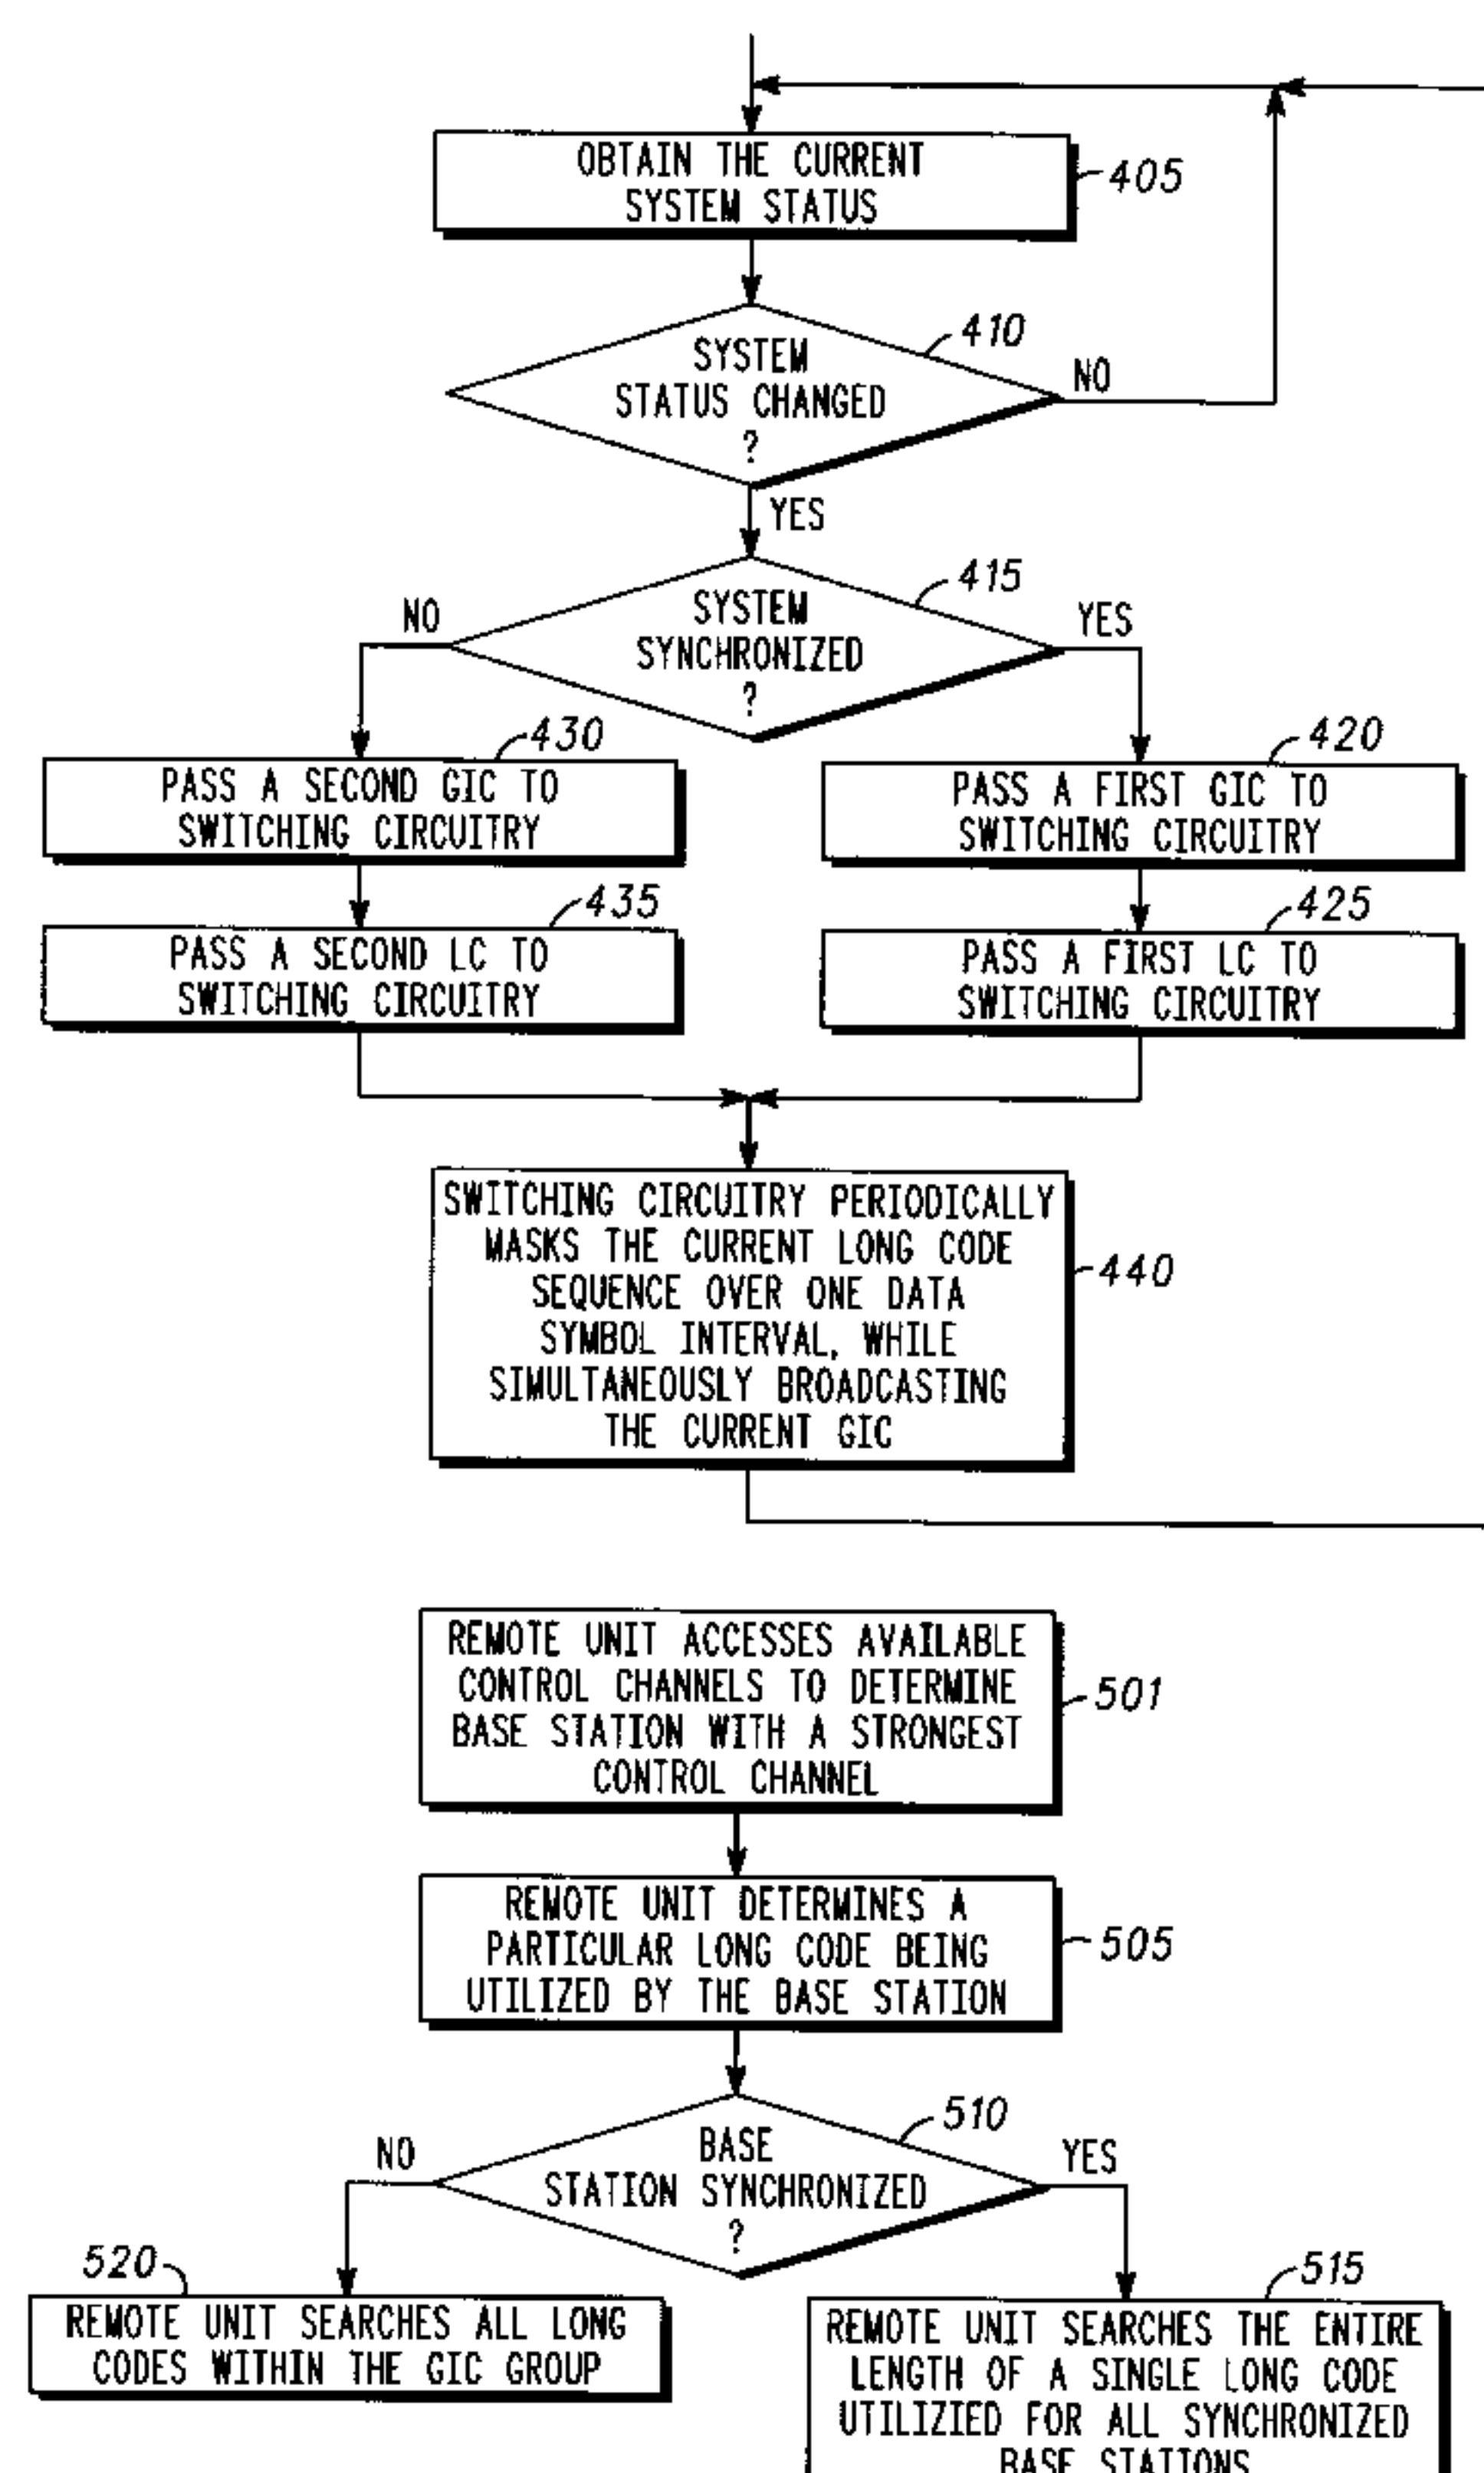 OBTAIN THE CURRENT
SYSTEM STATUS
405
SYSTEM
STATUS CHANGED
?
410
NO
YES
SYSTEM
SYNCHRONIZED
?
415
NO
YES
430
PASS A SECOND GIC TO
SWITCHING CIRCUITRY
420
PASS A FIRST GIC TO
SWITCHING CIRCUITRY
435
PASS A SECOND LC TO
SWITCHING CIRCUITRY
425
PASS A FIRST LC TO
SWITCHING CIRCUITRY
SWITCHING CIRCUITRY PERIODICALLY
MASKS THE CURRENT LONG CODE
SEQUENCE OVER ONE DATA
SYMBOL INTERVAL, WHILE
SIMULTANEOUSLY BROADCASTING
THE CURRENT GIC
440
REMOTE UNIT ACCESSES AVAILABLE
CONTROL CHANNELS TO DETERMINE
BASE STATION WITH A STRONGEST
CONTROL CHANNEL
501
REMOTE UNIT DETERMINES A
PARTICULAR LONG CODE BEING
UTILIZED BY THE BASE STATION
505
BASE
STATION SYNCHRONIZED
?
510
NO
YES
520
REMOTE UNIT SEARCHES ALL LONG
CODES WITHIN THE GIC GROUP
515
REMOTE UNIT SEARCHES THE ENTIRE
LENGTH OF A SINGLE LONG CODE
UTILIZIED FOR ALL SYNCHRONIZED
BASE STATIONS